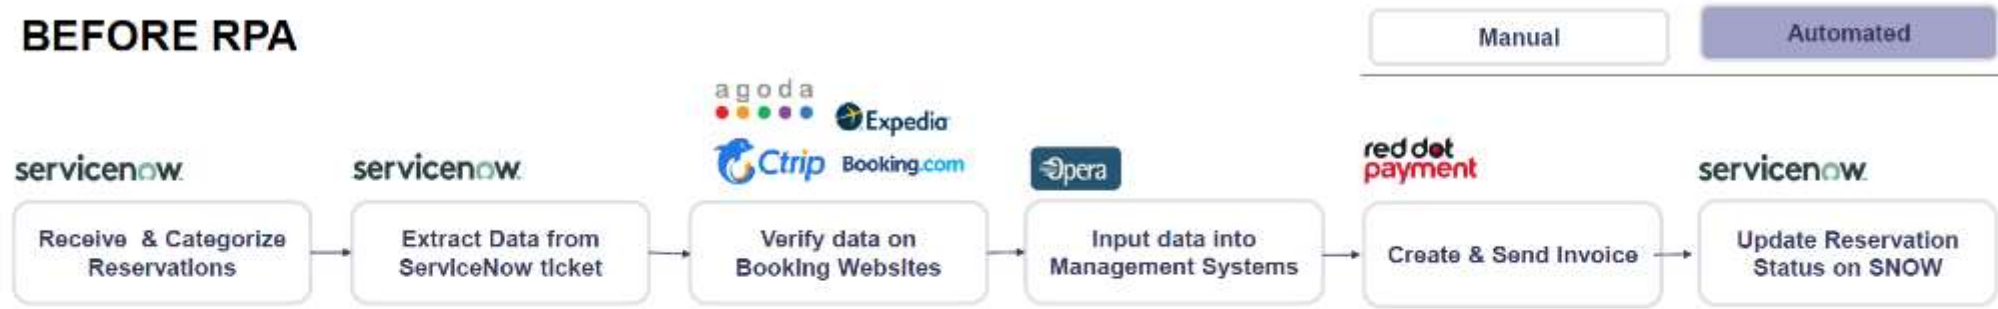 BEFORE RPA
Manual
Automated
agoda
Expedia
servicenow
servicenow
Ctrip
Booking.com
Opera
red dot
payment
servicenow
Receive & Categorize
Reservations
Extract Data from
ServiceNow ticket
Verify data on
Booking Websites
Input data into
Management Systems
Create & Send Invoice
Update Reservation
Status on SNOW